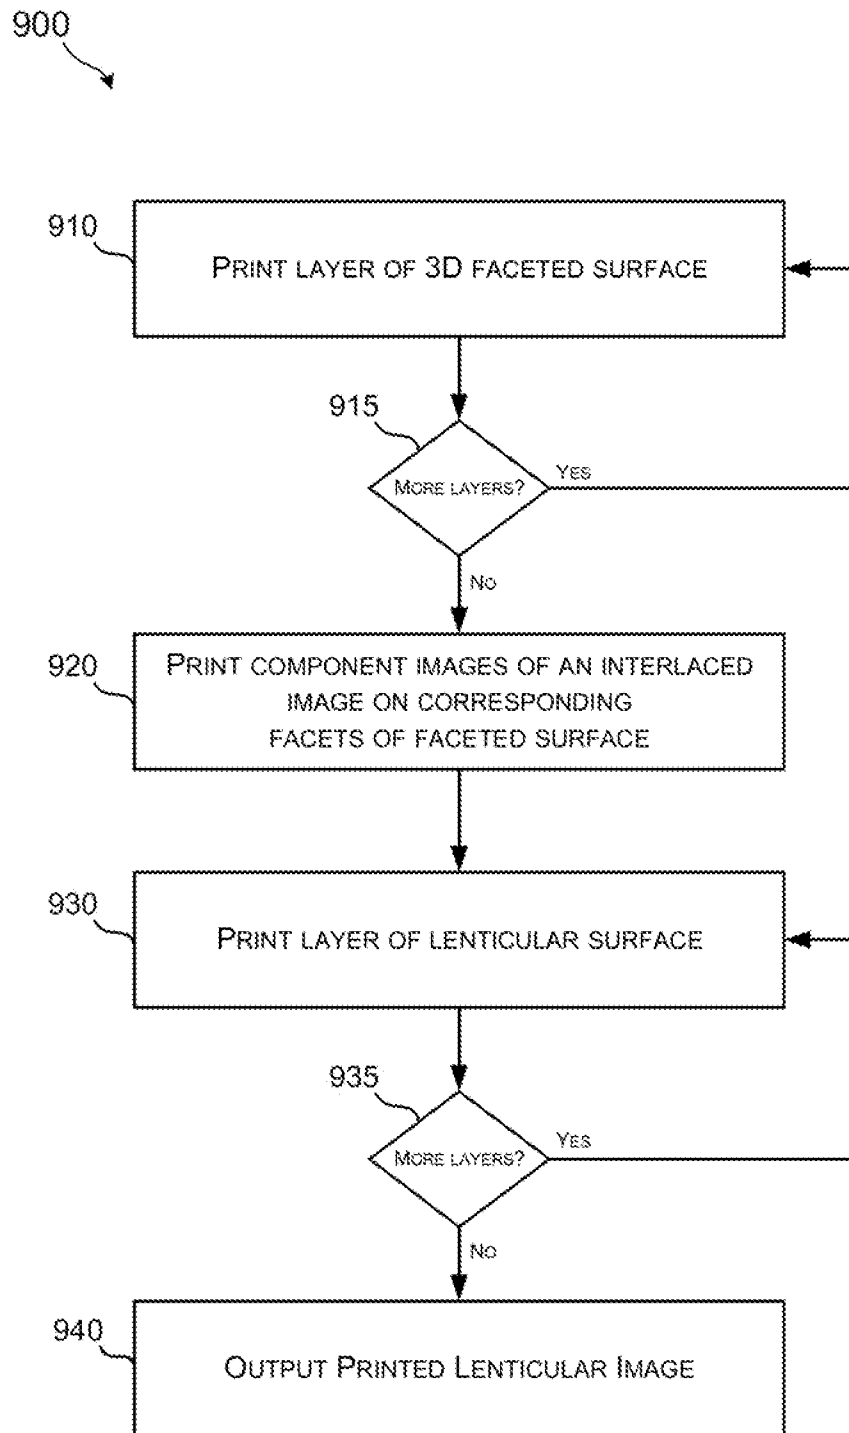 900
910
PRINT LAYER OF 3D FACETED SURFACE
915
MORE LAYERS?
YES
NO
920
PRINT COMPONENT IMAGES OF AN INTERLACED
IMAGE ON CORRESPONDING
FACETS OF FACETED SURFACE
930
PRINT LAYER OF LENTICULAR SURFACE
935
MORE LAYERS?
YES
NO
940
OUTPUT PRINTED LENTICULAR IMAGE